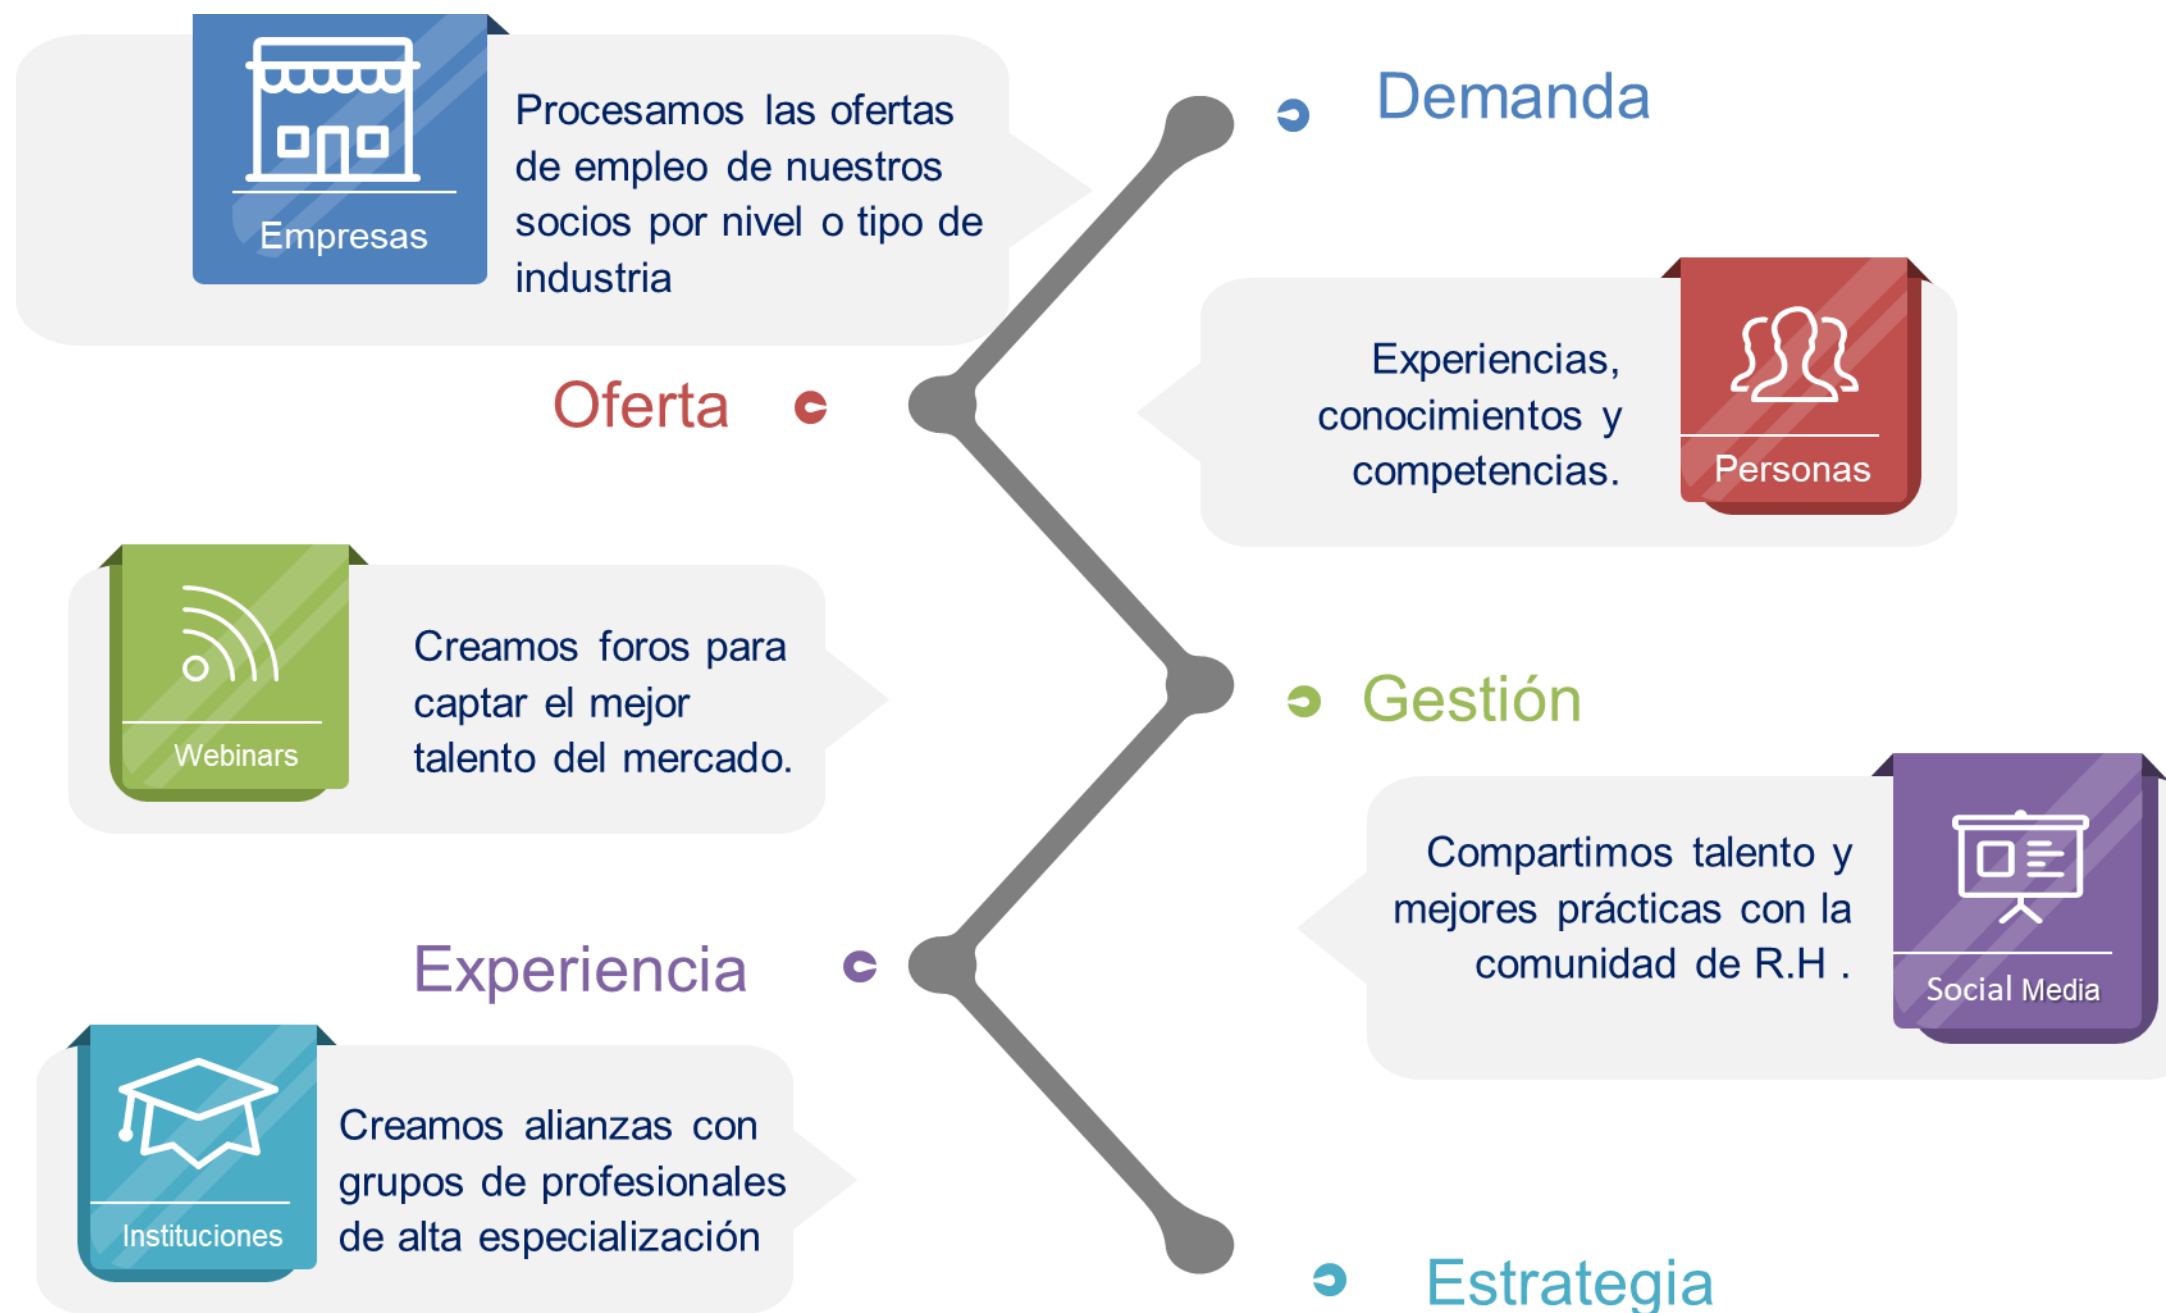 Empresas
Procesamos las ofertas
de empleo de nuestros
socios por nivel o tipo de
industria
Demanda
Oferta
Experiencias,
conocimientos y
competencias.
Personas
Webinars
Creamos foros para
captar el mejor
talento del mercado.
Gestión
Experiencia
Compartimos talento y
mejores prácticas con la
comunidad de R.H .
Social Media
Instituciones
Creamos alianzas con
grupos de profesionales
de alta especialización
Estrategia